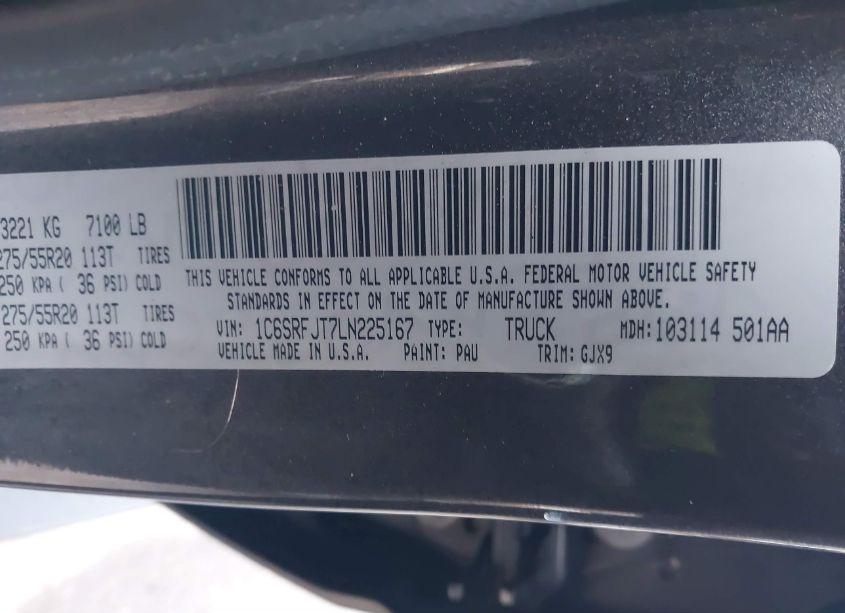 3221 KG 7100 LB
275/55R20 113T TIRES
250 KPA ( 36 PSI) COLD
275/55R20 113T TIRES
250 KPA ( 36 PSI) COLD
THIS VEHICLE CONFORMS TO ALL APPLICABLE U.S.A. FEDERAL MOTOR VEHICLE SAFETY
STANDARDS IN EFFECT ON THE DATE OF MANUFACTURE SHOWN ABOVE.
VIN: 1C6SRFJT7LN225167 TYPE: TRUCK MDH:103114 501AA
VEHICLE MADE IN U.S.A. PAINT: PAU TRIM: GJX9